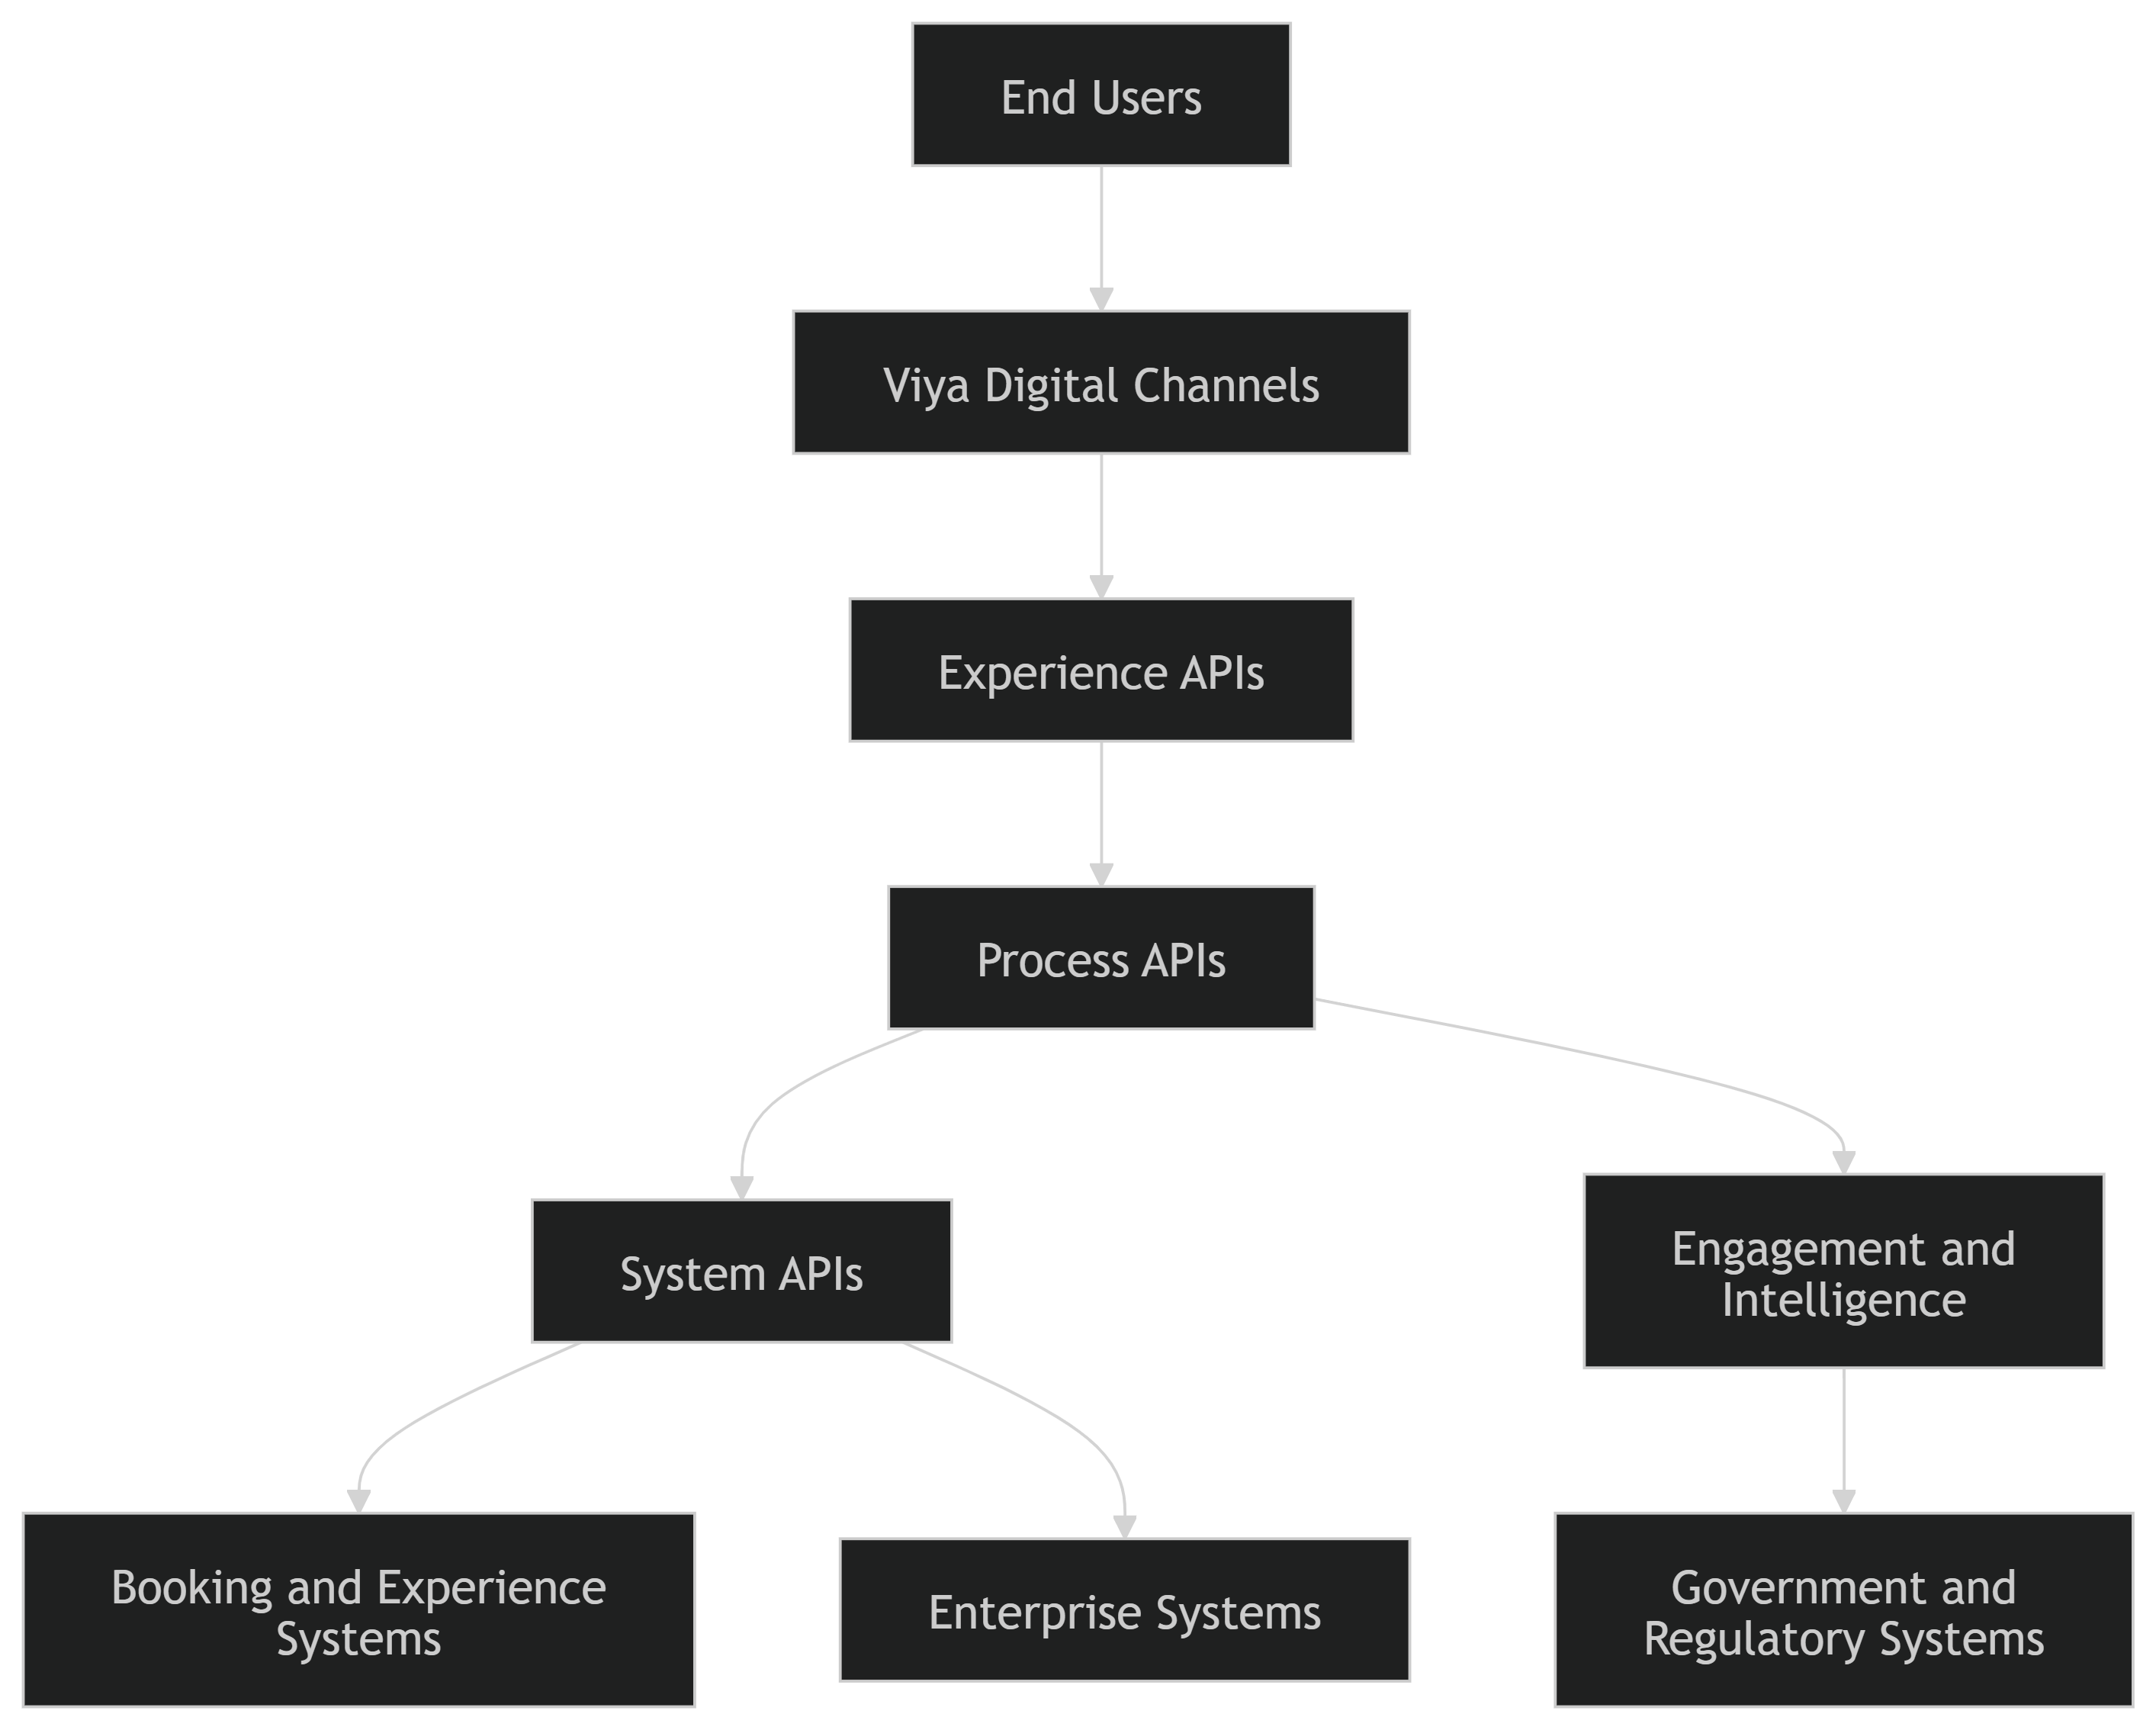 End Users
Viya Digital Channels
Experience APIs
Process APIs
System APIs
Engagement and
Intelligence
Booking and Experience
Systems
Enterprise Systems
Government and
Regulatory Systems